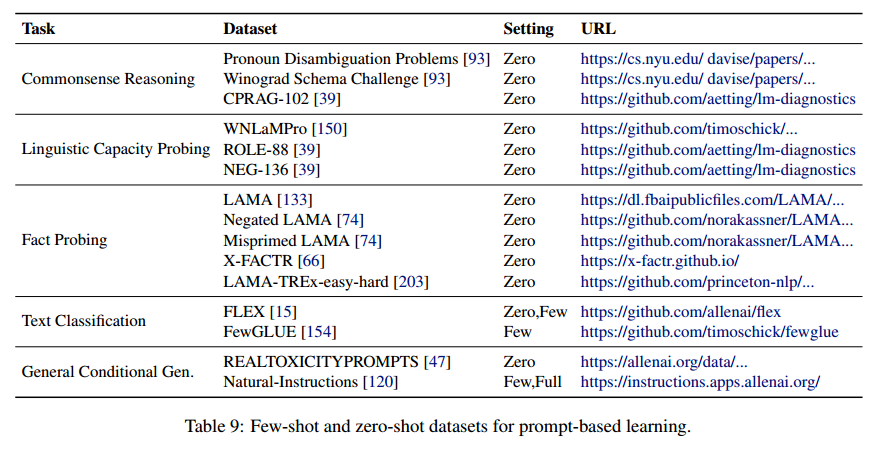 Task Dataset Setting URL
Pronoun Disambiguation Problems [93] Zero https://cs.nyu.edu/ davise/papers/...
Commonsense Reasoning Winograd Schema Challenge [93] Zero https://cs.nyu.edu/ davise/papers/...
CPRAG-102 [39] Zero https://github.com/aetting/lm-diagnostics
WNLaMPro [150] Zero https://github.com/timoschick/...
Linguistic Capacity Probing ROLE-88 [39] Zero https://github.com/aetting/lm-diagnostics
NEG-136 [39] Zero https://github.com/aetting/lm-diagnostics
LAMA [133] Zero https://dl.fbaipublicfiles.com/LAMA/...
Negated LAMA [74] Zero https://github.com/norakassner/LAMA...
Fact Probing Misprimed LAMA [74] Zero https://github.com/norakassner/LAMA...
X-FACTR [66] Zero https://x-factr.github.io/
LAMA-TREx-easy-hard [203] Zero https://github.com/princeton-nlp/...
Text Classification FLEX [15] Zero,Few https://github.com/allenai/flex
FewGLUE [154] Few https://github.com/timoschick/fewglue
General Conditional Gen. REALTOXICITYPROMPTS [47] Zero https://allenai.org/data/...
Natural-Instructions [120] Few,Full https://instructions.apps.allenai.org/
Table 9: Few-shot and zero-shot datasets for prompt-based learning.